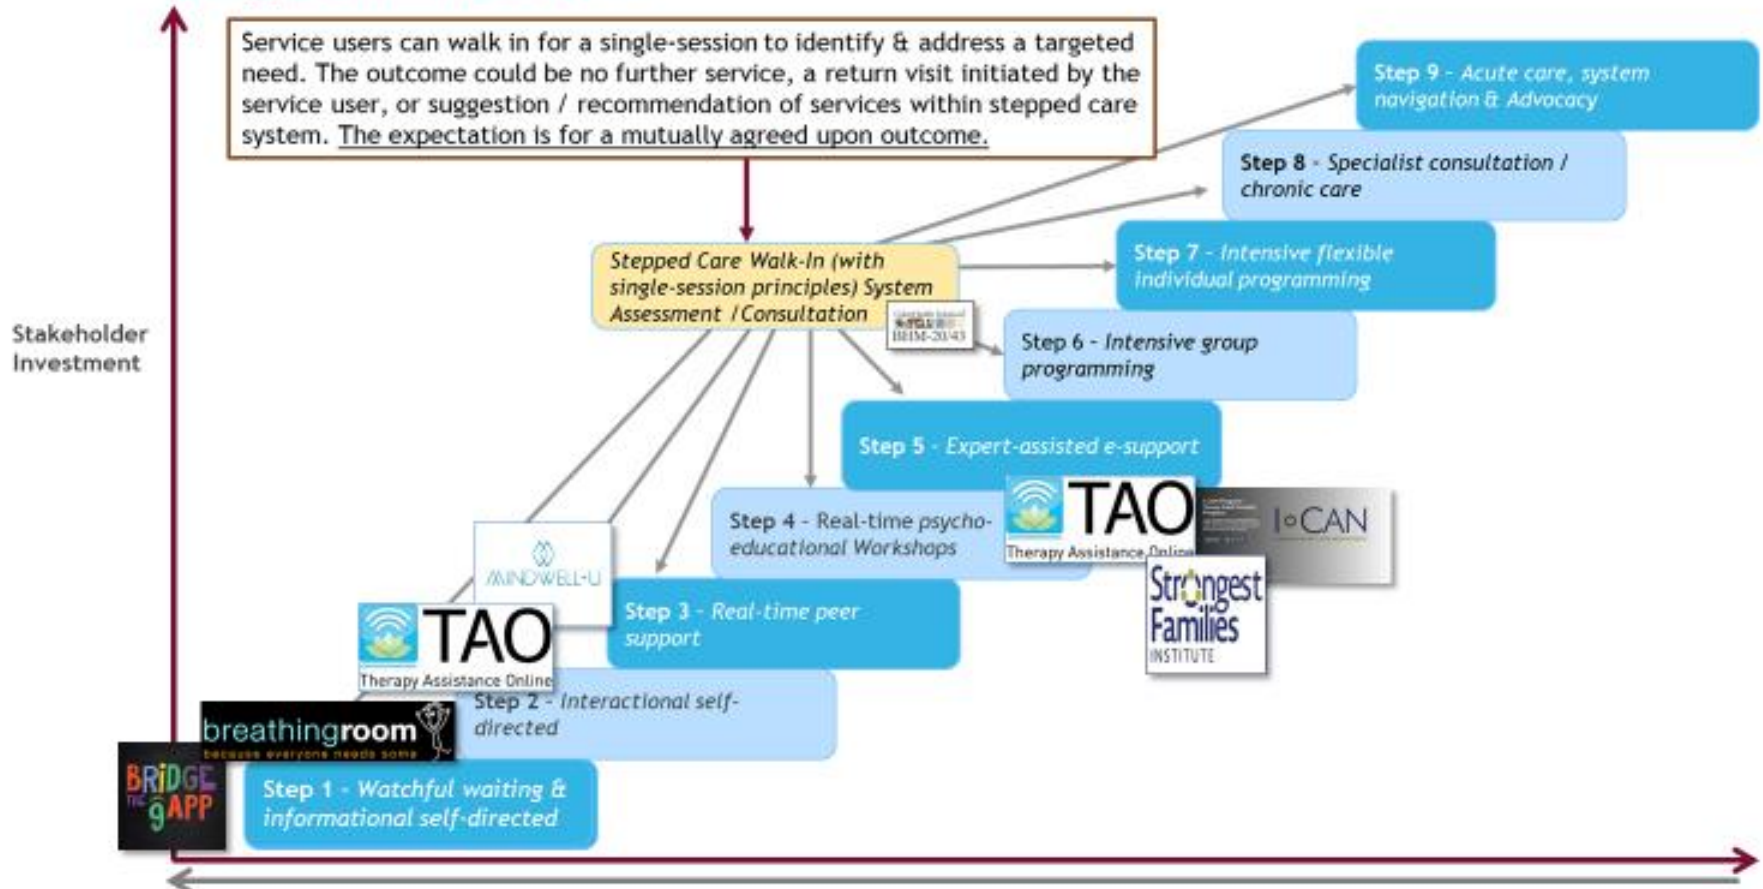 Service users can walk in for a single-session to identify & address a targeted
need. The outcome could be no further service, a return visit initiated by the
service user, or suggestion / recommendation of services within stepped care
system. The expectation is for a mutually agreed upon outcome.
Step 9 - Acute care, system
navigation & Advocacy
Step 8 - Specialist consultation /
chronic care
Step 7 - Intensive flexible
individual programming
Stepped Care Walk-In (with
single-session principles) System
Assessment /Consultation
BHM-20/43
Stakeholder
Investment
Step 6 - Intensive group
programming
Step 5 - Expert-assisted e-support
TAO
Therapy Assistance Online
I CAN
Strongest
Families
INSTITUTE
Step 4 - Real-time psycho-
educational Workshops
MINDWELL-U
Step 3 - Real-time peer
support
TAO
Therapy Assistance Online
Step 2 - Interactional self-
directed
breathingroom
because everyone needs some
BRiDGE
THE gAPP
Step 1 - Watchful waiting &
informational self-directed